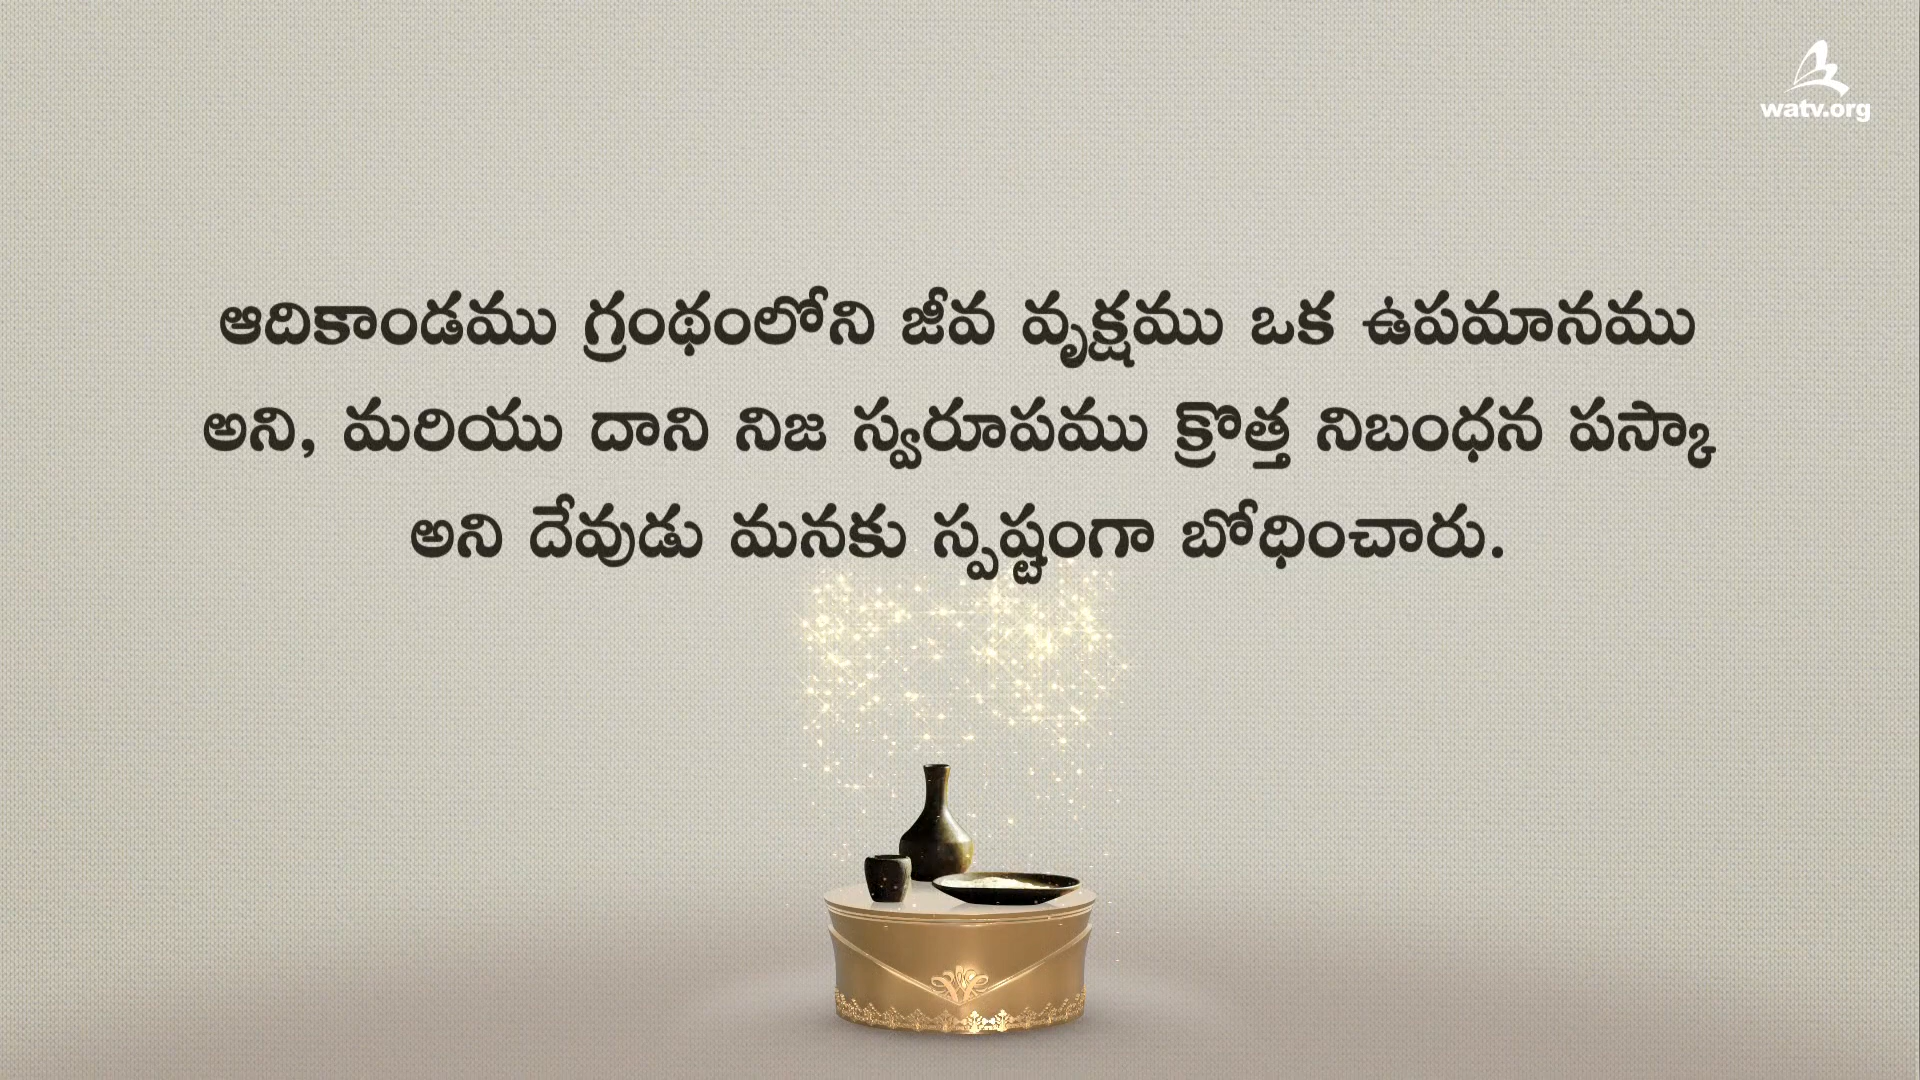 watv.org
ఆదికాండము గ్రంథంలోని జీవ వృక్షము ఒక ఉపమానము
అని, మరియు దాని నిజ స్వరూపము క్రొత్త నిబంధన పస్కా
అని దేవుడు మనకు స్పష్టంగా బోధించారు.